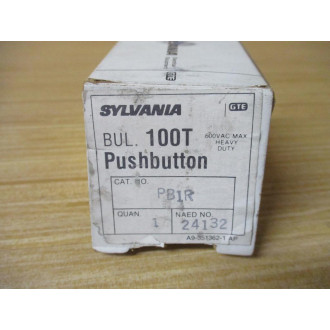 SYLVANIA
GTE
BUL. 100T
600VAC MAX
HEAVY
DUTY
Pushbutton
CAT. NO.
PB1R
QUAN.
1
NAED NO.
24132